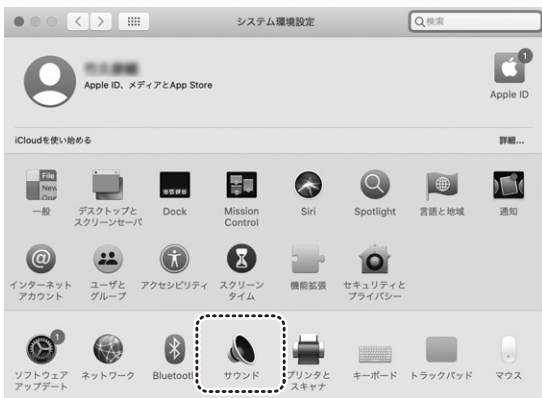 システム環境設定
検索
Apple ID、メディアとApp Store
1
Apple ID
iCloudを使い始める
詳細...
File
New
一般
デスクトップと
スクリーンセーバ
Dock
Mission
Control
Siri
Spotlight
言語と地域
通知
インターネット
アカウント
ユーザと
グループ
アクセシビリティ
スクリーン
タイム
機能拡張
セキュリティと
プライバシー
1
ソフトウェア
アップデート
ネットワーク
Bluetooth
サウンド
プリンタと
スキャナ
キーボード
トラックパッド
マウス